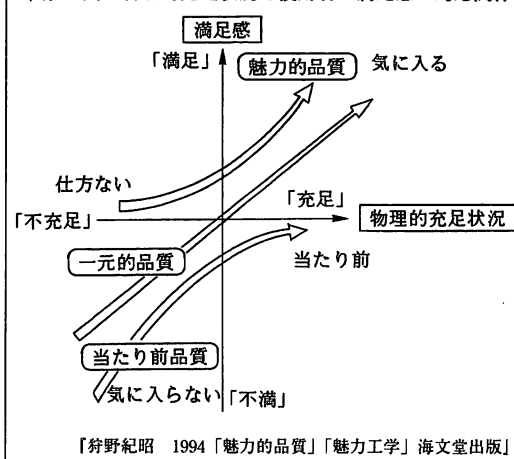 満足感
「満足」
魅力的品質
気に入る
仕方ない
「充足」
「不充足」
物理的充足状況
一元的品質
当たり前
当たり前品質
気に入らない
「不満」
『狩野紀昭 1994「魅力的品質」「魅力工学」海文堂出版』